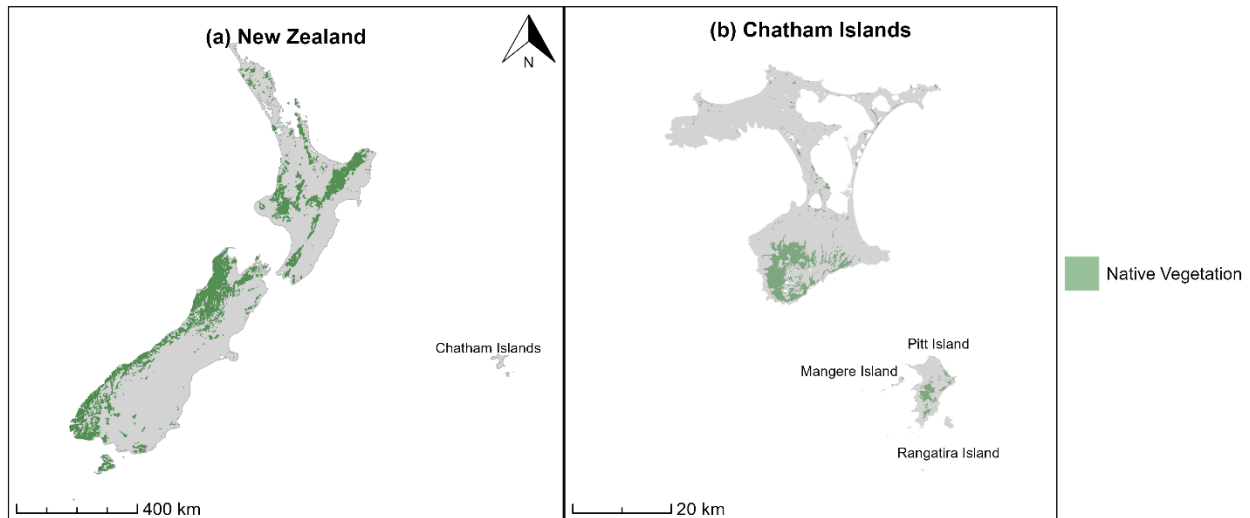 (a) New Zealand
N
Chatham Islands
400 km
(b) Chatham Islands
Pitt Island
Mangere Island
Rangatira Island
20 km
Native Vegetation